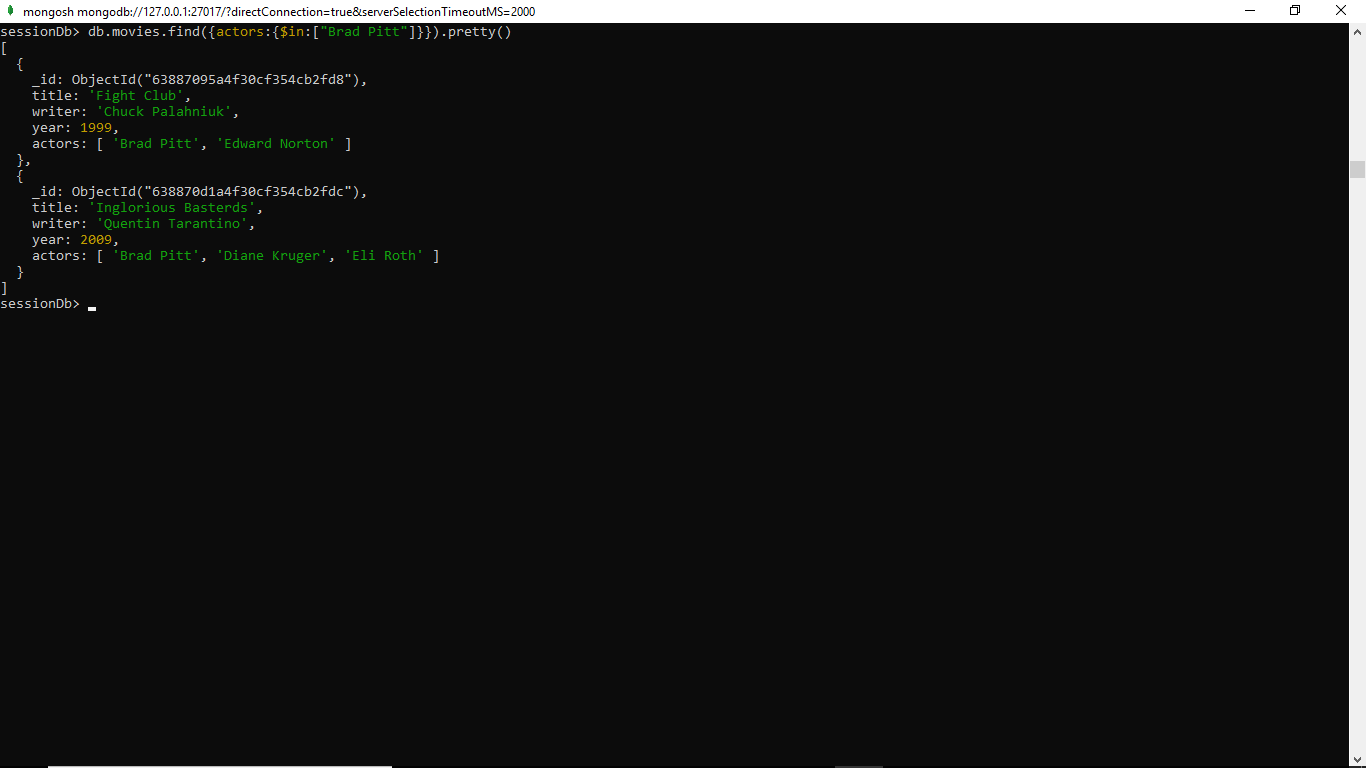 mongosh mongodb://127.0.0.1:27017/?directConnection=true&serverSelectionTimeoutMS=2000
sessionDb> db.movies.find({actors:{$in:["Brad Pitt"]}}).pretty()
[
  {
    _id: ObjectId("63887095a4f30cf354cb2fd8"),
    title: 'Fight Club',
    writer: 'Chuck Palahniuk',
    year: 1999,
    actors: [ 'Brad Pitt', 'Edward Norton' ]
  },
  {
    _id: ObjectId("638870d1a4f30cf354cb2fdc"),
    title: 'Inglorious Basterds',
    writer: 'Quentin Tarantino',
    year: 2009,
    actors: [ 'Brad Pitt', 'Diane Kruger', 'Eli Roth' ]
  }
]
sessionDb>